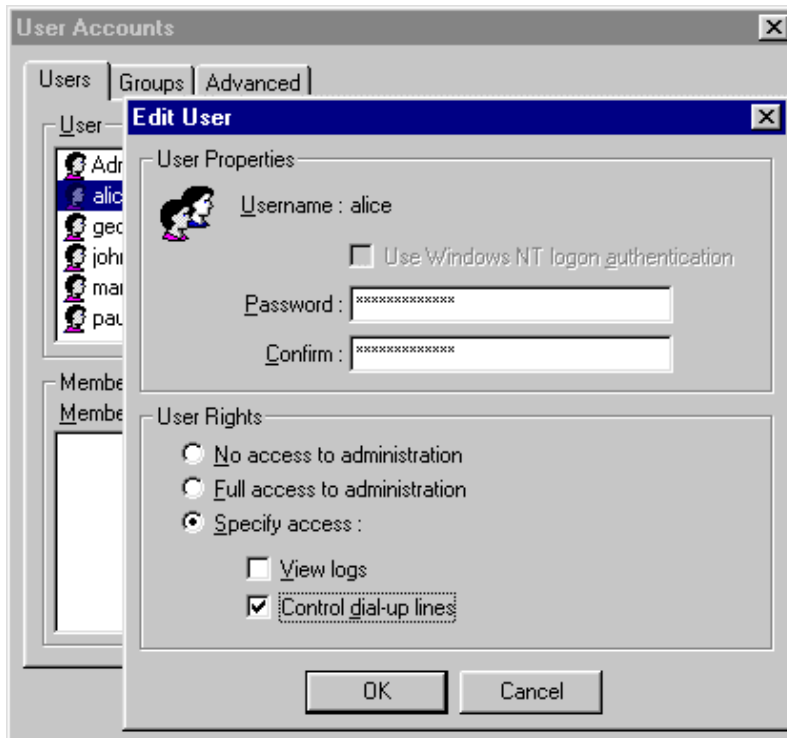 User Accounts
Users Groups Advanced
User
Edit User
User Properties
Username : alice
Use Windows NT logon authentication
Password : *************
Confirm : *************
User Rights
No access to administration
Full access to administration
Specify access :
View logs
Control dial-up lines
OK Cancel